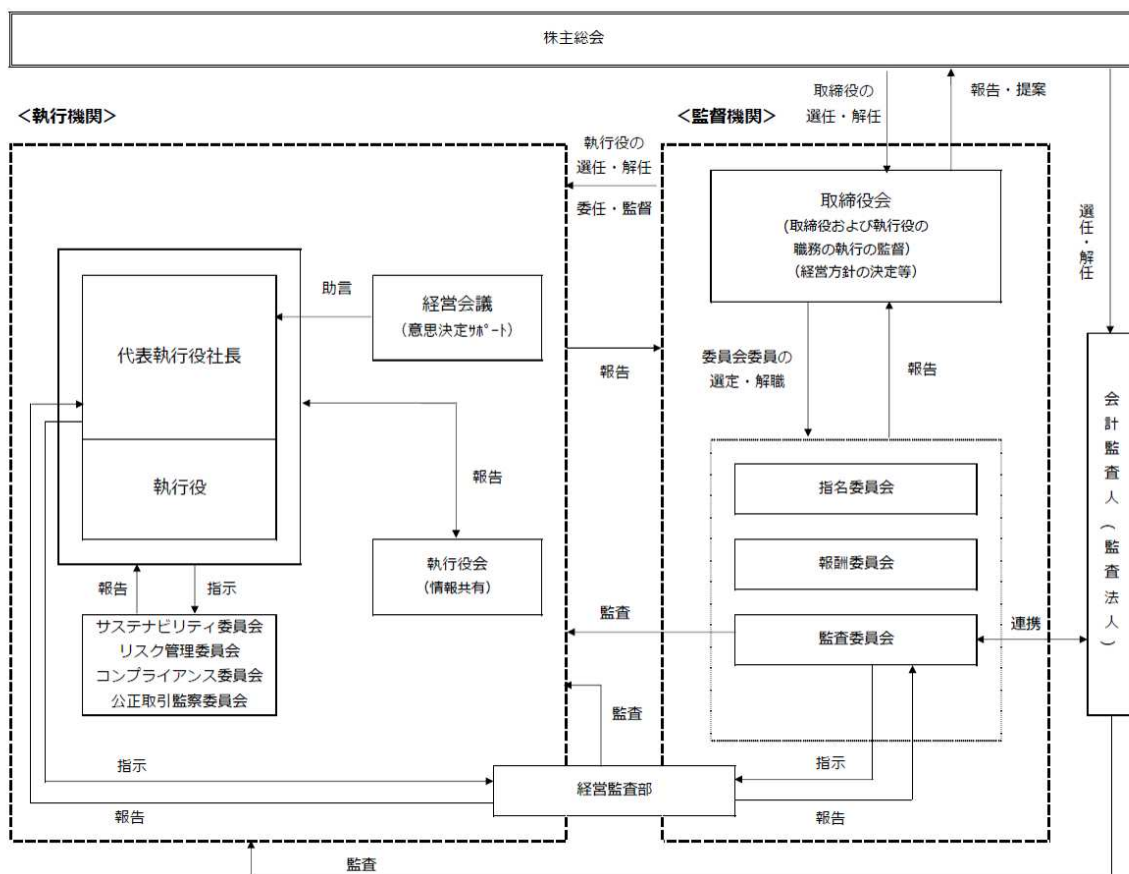 株主総会
<執行機関>
<監督機関>
取締役の
選任・解任
報告・提案
執行役の
選任・解任
委任・監督
取締役会
(取締役および執行役の
職務の執行の監督)
(経営方針の決定等)
選任・解任
代表執行役社長
助言
経営会議
(意思決定ｻﾎﾟｰﾄ)
報告
委員会委員の
選定・解職
報告
会計監査人(監査法人)
執行役
報告
指名委員会
執行役会
(情報共有)
報酬委員会
報告
指示
監査
監査委員会
連携
サステナビリティ委員会
リスク管理委員会
コンプライアンス委員会
公正取引監察委員会
監査
指示
経営監査部
指示
報告
報告
監査